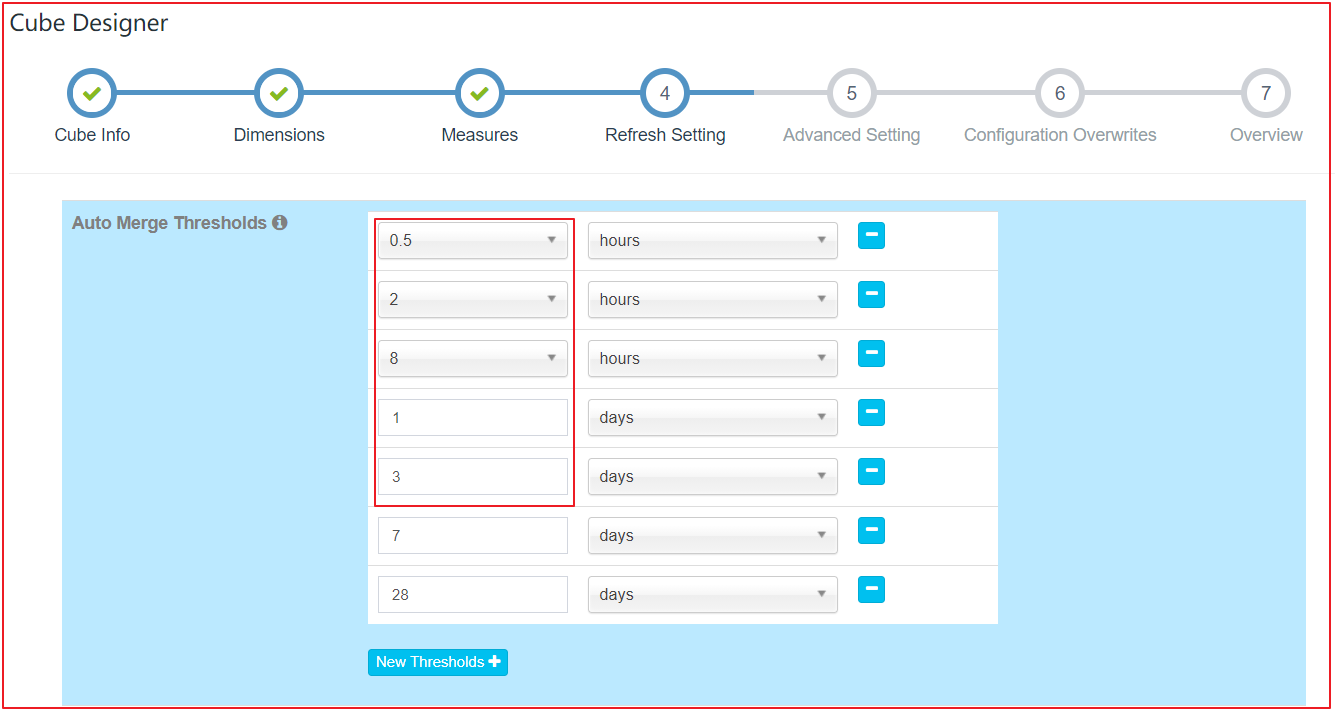 Cube Designer
4 5 6 7
Cube Info Dimensions Measures Refresh Setting Advanced Setting Configuration Overwrites Overview
Auto Merge Thresholds
0.5 hours
2 hours
8 hours
1 days
3 days
7 days
28 days
New Thresholds